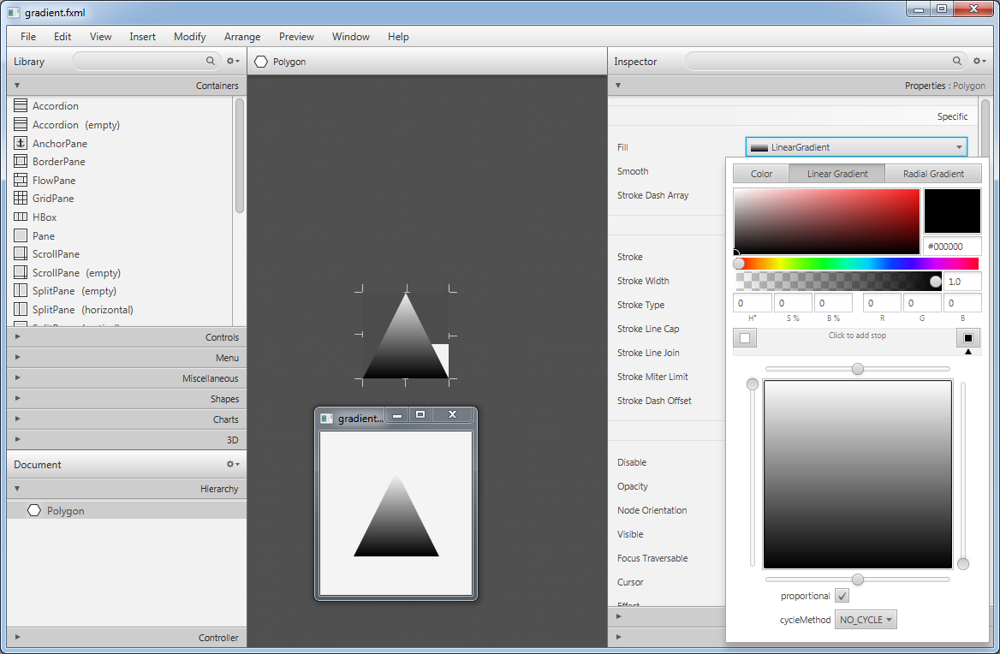 gradient.fxml
File Edit View Insert Modify Arrange Preview Window Help
Library
Containers
Accordion
Accordion (empty)
AnchorPane
BorderPane
FlowPane
GridPane
HBox
Pane
ScrollPane
ScrollPane (empty)
SplitPane (empty)
SplitPane (horizontal)
Controls
Menu
Miscellaneous
Shapes
Charts
3D
Document
Hierarchy
Polygon
Controller
Polygon
gradient...
Inspector
Properties : Polygon
Specific
Fill
LinearGradient
Smooth
Stroke Dash Array
Stroke
Stroke Width
Stroke Type
Stroke Line Cap
Stroke Line Join
Stroke Miter Limit
Stroke Dash Offset
Disable
Opacity
Node Orientation
Visible
Focus Traversable
Cursor
Effect
Color Linear Gradient Radial Gradient
#000000
1.0
0 0 0 0 0 0
H° S % B % R G B
Click to add stop
proportional
cycleMethod NO_CYCLE